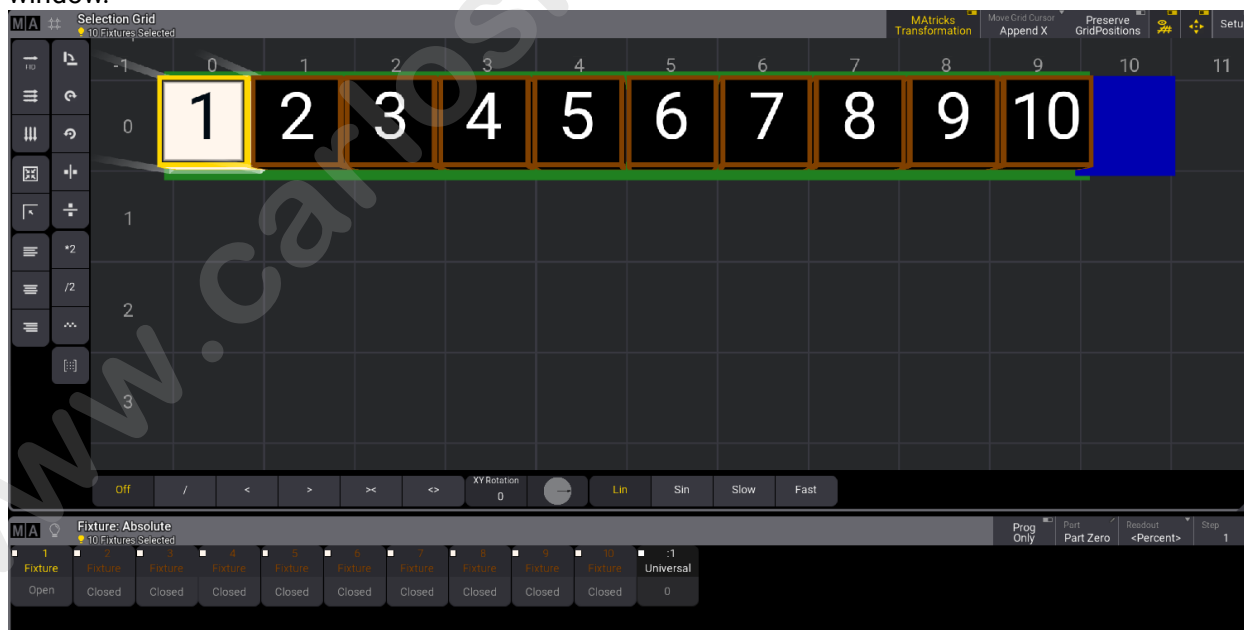 window.
MA Selection Grid
10 Fixtures Selected
MAtricks Transformation
Move Grid Cursor
Append X
Preserve GridPositions
Setu
-1 0 1 2 3 4 5 6 7 8 9 10 11
0
1 2 3 4 5 6 7 8 9 10
1
*2
/2
2
3
Off / < > >< <> XY Rotation 0 Lin Sin Slow Fast
MA Fixture: Absolute
10 Fixtures Selected
Prog Only
Part
Part Zero
Readout
<Percent>
Step
1
1 2 3 4 5 6 7 8 9 10 :1
Fixture Fixture Fixture Fixture Fixture Fixture Fixture Fixture Fixture Fixture Universal
Open Closed Closed Closed Closed Closed Closed Closed Closed Closed 0
www.carlos